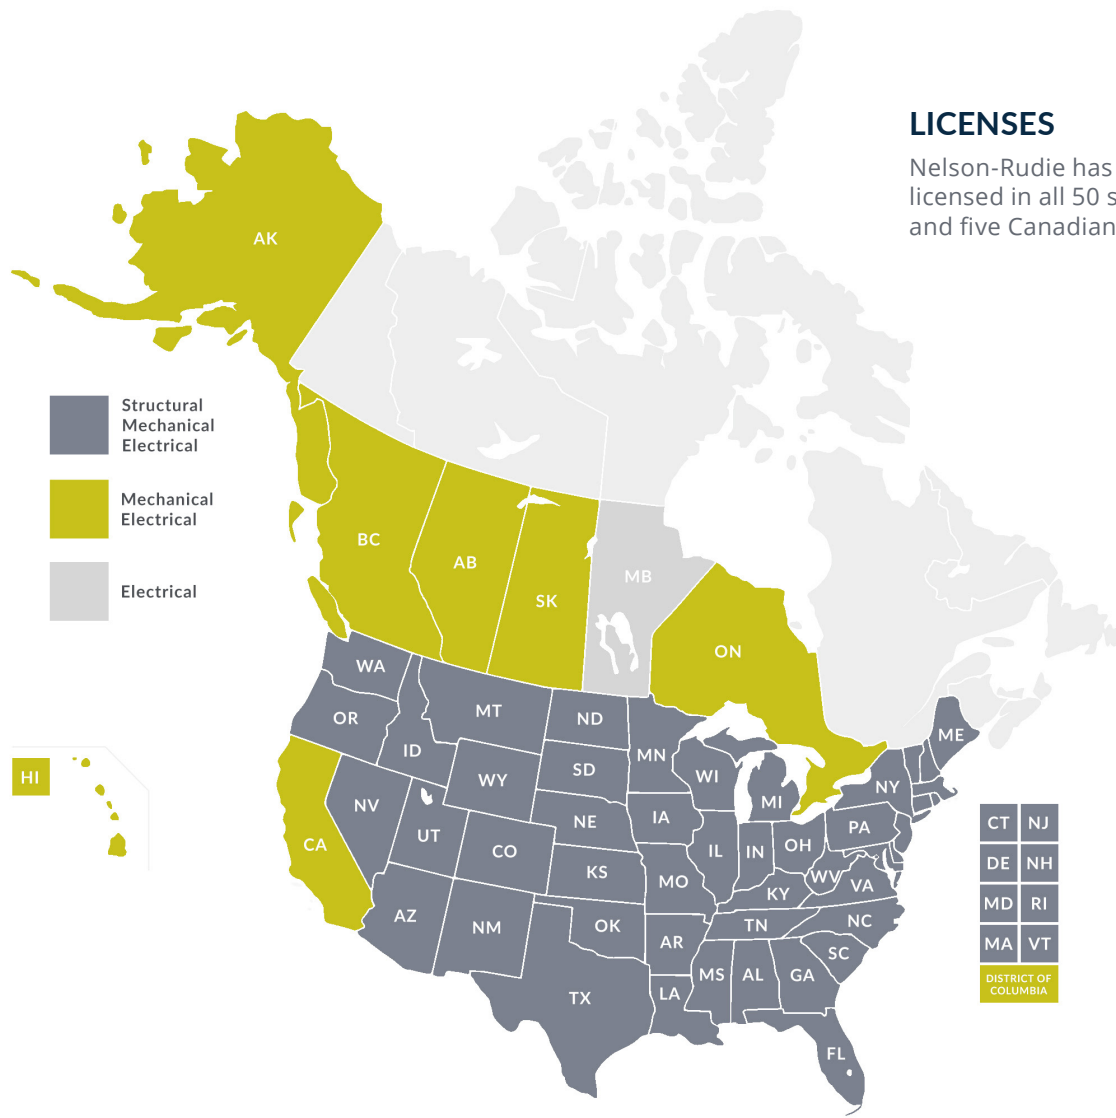 LICENSES
Nelson-Rudie has
licensed in all 50 s
and five Canadian
AK
Structural
Mechanical
Electrical
Mechanical
Electrical
Electrical
BC
AB
SK
MB
ON
WA
OR
ID
MT
ND
MN
WI
MI
NY
ME
HI
CA
NV
WY
SD
UT
CO
NE
IA
IL
IN
OH
PA
KS
MO
KY
WV
VA
AZ
NM
OK
AR
TN
NC
SC
TX
LA
MS
AL
GA
FL
CT NJ
DE NH
MD RI
MA VT
DISTRICT OF
COLUMBIA